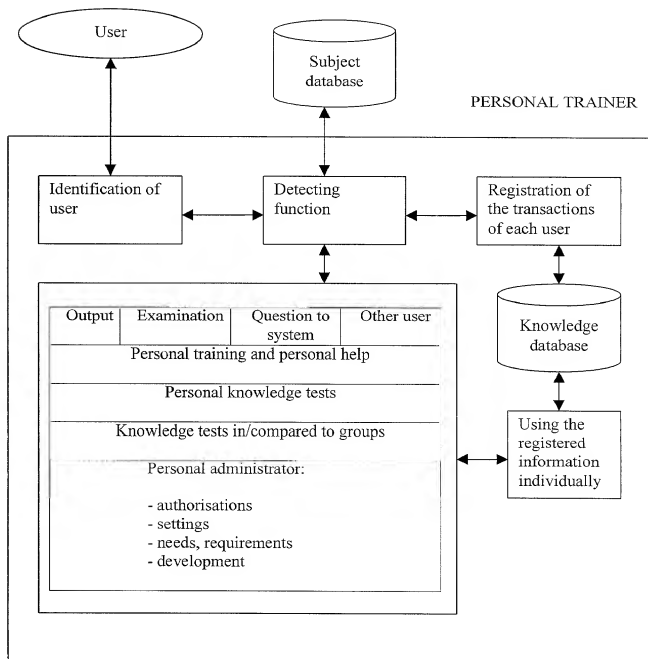 User
Subject
database
PERSONAL TRAINER
Identification of
user
Detecting
function
Registration of
the transactions
of each user
Output
Examination
Question to
system
Other user
Personal training and personal help
Personal knowledge tests
Knowledge tests in/compared to groups
Personal administrator:
- authorisations
- settings
- needs, requirements
- development
Knowledge
database
Using the
registered
information
individually